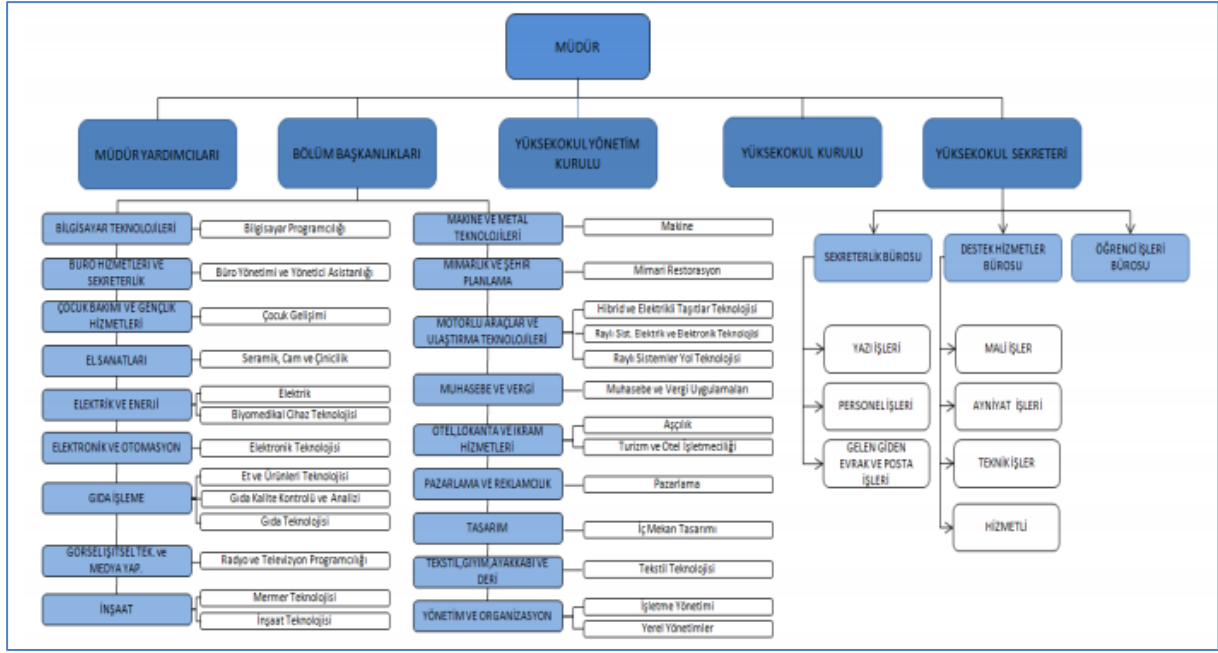 MÜDÜR
MÜDÜR YARDIMCILARI
BÖLÜM BAŞKANLIKLARI
YÜKSEKOKUL YÖNETİM
KURULU
YÜKSEKOKUL KURULU
YÜKSEKOKUL SEKRETERİ
BİLGİSAYAR TEKNOLOJİLERİ
Bilgisayar Programcılığı
BÜRO HİZMETLERİ VE
SEKRETERLİK
Büro Yönetimi ve Yönetici Asistanlığı
ÇOCUK BAKIMI VE GENÇLİK
HİZMETLERİ
Çocuk Gelişimi
EL SANATLARI
Seramik, Cam ve Çinicilik
ELEKTRİK VE ENERJİ
Elektrik
Biyomedikal Cihaz Teknolojisi
ELEKTRONİK VE OTOMASYON
Elektronik Teknolojisi
GIDA İŞLEME
Et ve Ürünleri Teknolojisi
Gıda Kalite Kontrolü ve Analizi
Gıda Teknolojisi
GÖRSEL İŞİTSEL TEK. ve
MEDYA YAP.
Radyo ve Televizyon Programcılığı
İNŞAAT
Mermer Teknolojisi
İnşaat Teknolojisi
MAKİNE VE METAL
TEKNOLOJİLERİ
Makine
MİMARLIK VE ŞEHİR
PLANLAMA
Mimari Restorasyon
MOTORLU ARAÇLAR VE
ULAŞTIRMA TEKNOLOJİLERİ
Hibrid ve Elektrikli Taşıtlar Teknolojisi
Raylı Sist. Elektrik ve Elektronik Teknolojisi
Raylı Sistemler Yol Teknolojisi
MUHASEBE VE VERGİ
Muhasebe ve Vergi Uygulamaları
OTEL,LOKANTA VE İKRAM
HİZMETLERİ
Aşçılık
Turizm ve Otel İşletmeciliği
PAZARLAMA VE REKLAMCILIK
Pazarlama
TASARIM
İç Mekan Tasarımı
TEKSTİL,GİYİM,AYAKKABI VE
DERİ
Tekstil Teknolojisi
YÖNETİM VE ORGANİZASYON
İşletme Yönetimi
Yerel Yönetimler
SEKRETERLİK BÜROSU
DESTEK HİZMETLER
BÜROSU
ÖĞRENCİ İŞLERİ
BÜROSU
YAZI İŞLERİ
PERSONEL İŞLERİ
GELEN GİDEN
EVRAK VE POSTA
İŞLERİ
MALİ İŞLER
AYNİYAT İŞLERİ
TEKNİK İŞLER
HİZMETLİ